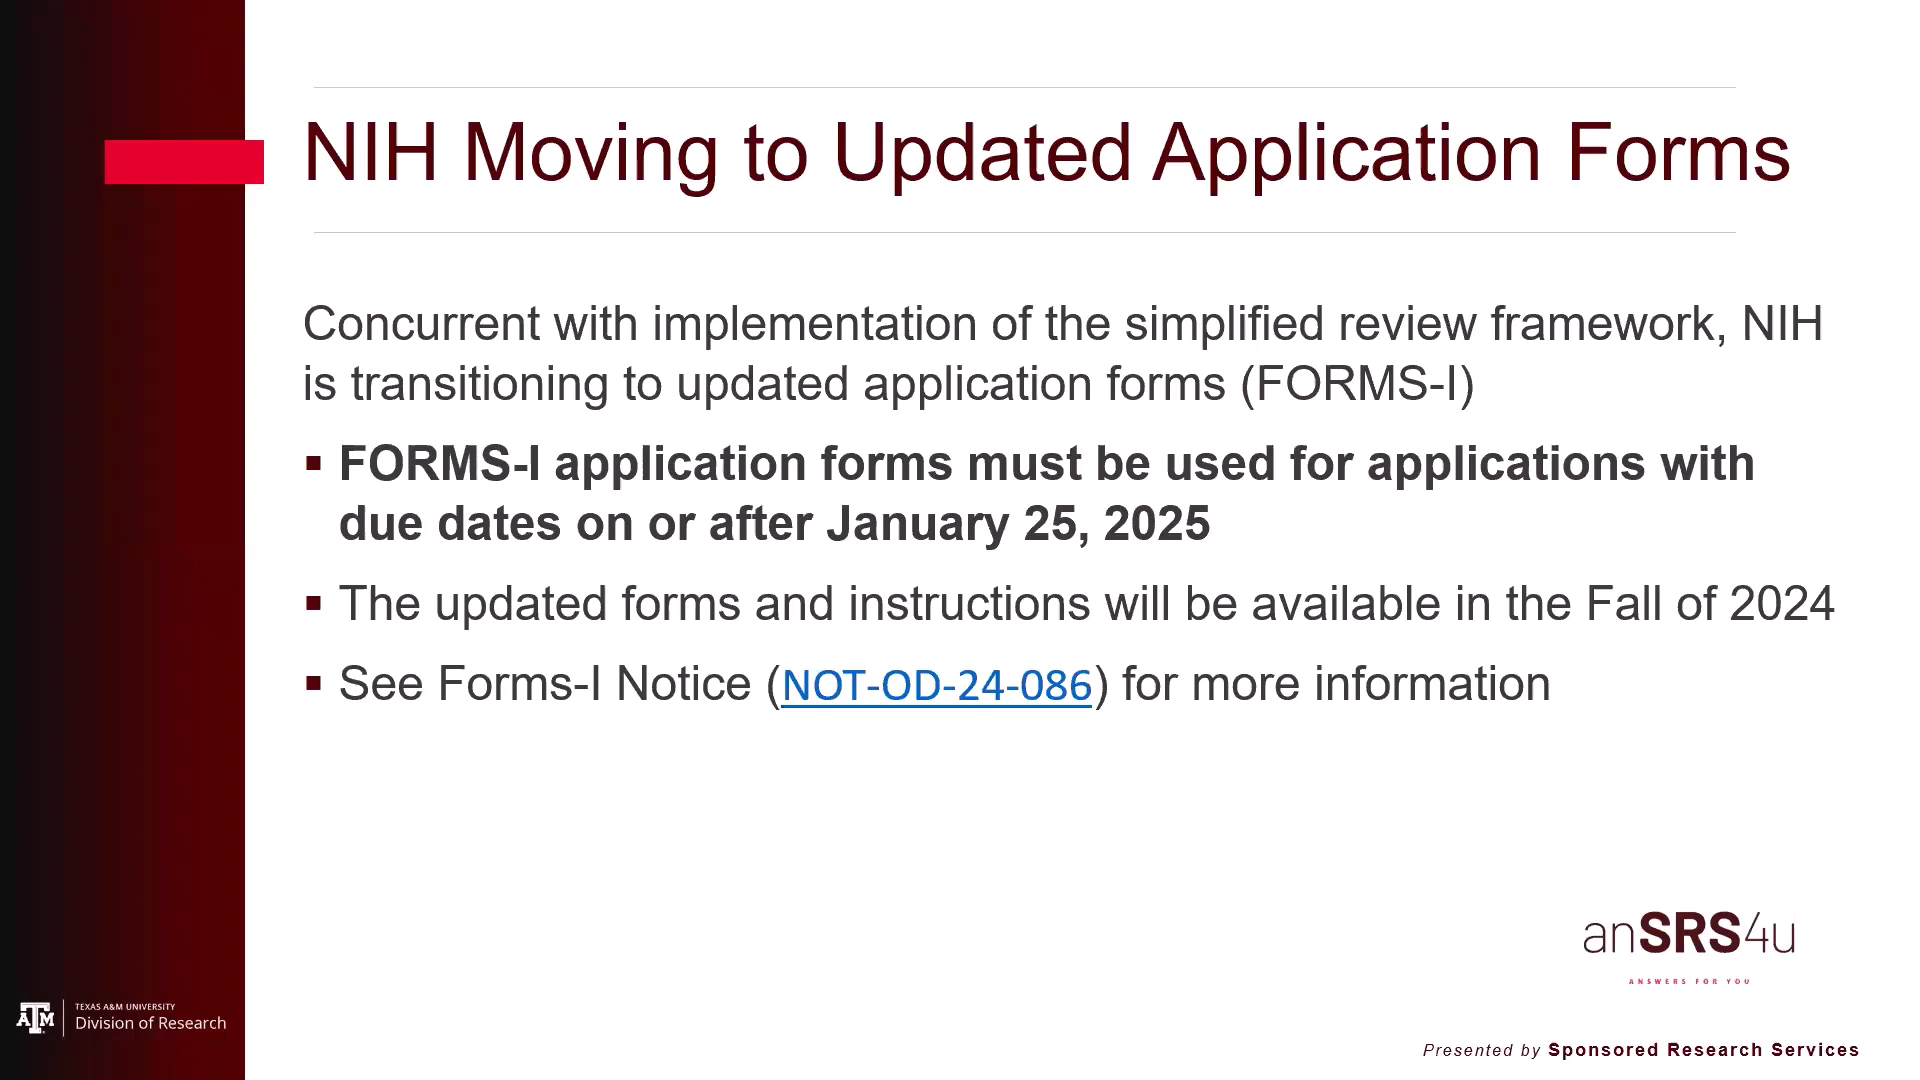 NIH Moving to Updated Application Forms
Concurrent with implementation of the simplified review framework, NIH
is transitioning to updated application forms (FORMS-I)
▪ FORMS-I application forms must be used for applications with
due dates on or after January 25, 2025
▪ The updated forms and instructions will be available in the Fall of 2024
▪ See Forms-I Notice (NOT-OD-24-086) for more information
anSRS4u
ANSWERS FOR YOU
ATM
TEXAS A&M UNIVERSITY
Division of Research
Presented by Sponsored Research Services